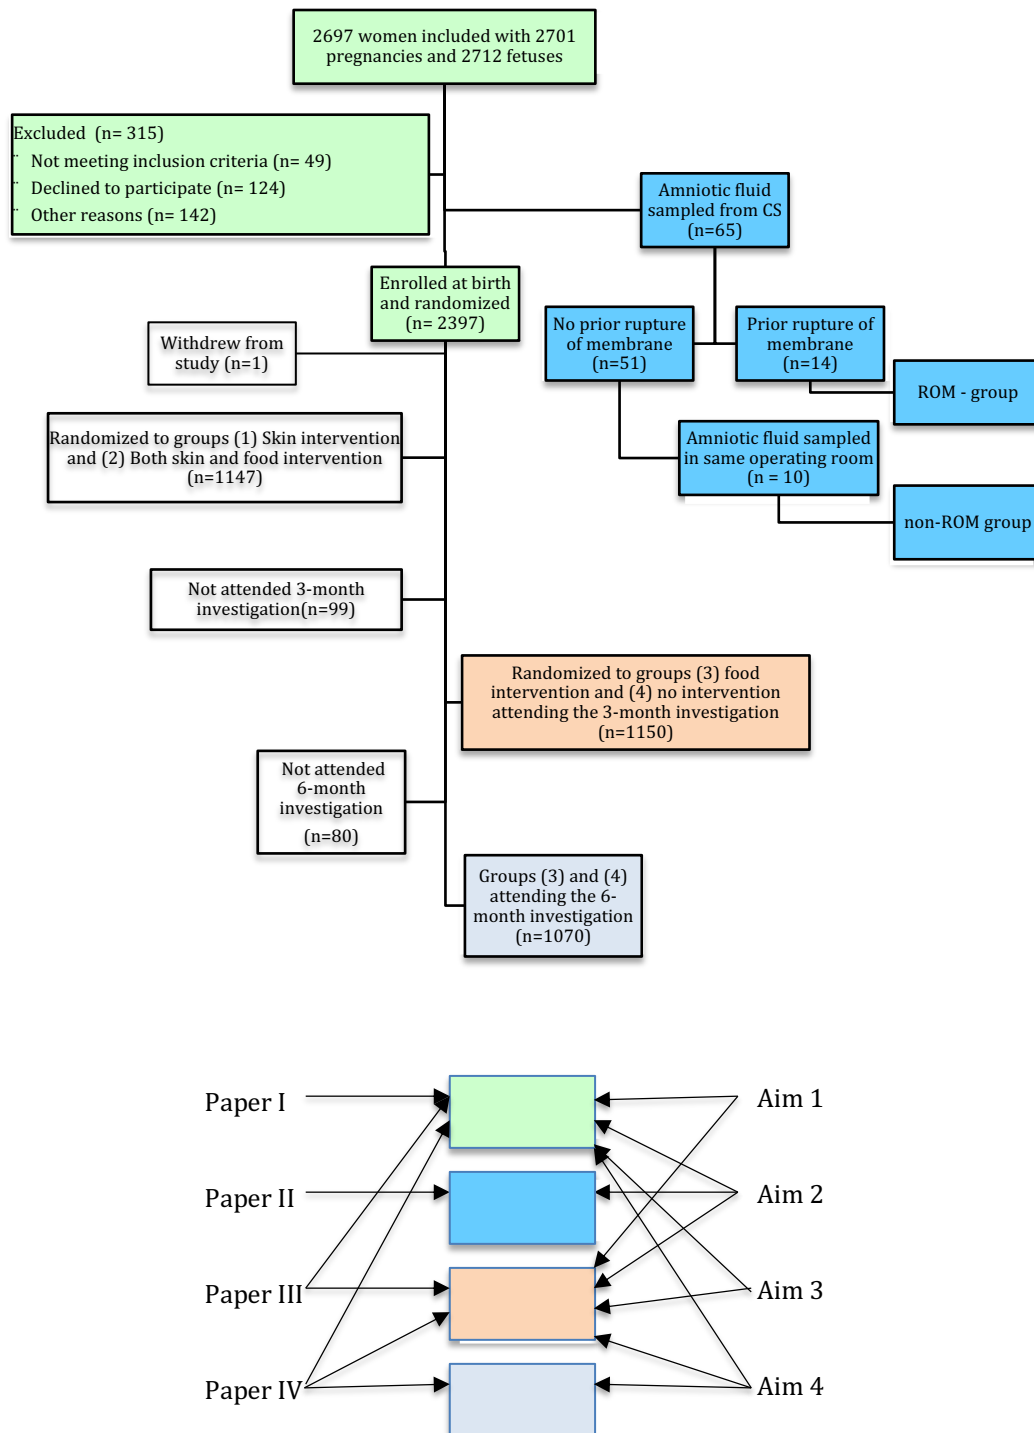 2697 women included with 2701
pregnancies and 2712 fetuses
Excluded (n= 315)
¨ Not meeting inclusion criteria (n= 49)
¨ Declined to participate (n= 124)
¨ Other reasons (n= 142)
Amniotic fluid
sampled from CS
(n=65)
Enrolled at birth
and randomized
(n= 2397)
No prior rupture
of membrane
(n=51)
Prior rupture of
membrane
(n=14)
Withdrew from
study (n=1)
ROM - group
Randomized to groups (1) Skin intervention
and (2) Both skin and food intervention
(n=1147)
Amniotic fluid sampled
in same operating room
(n = 10)
non-ROM group
Not attended 3-month
investigation(n=99)
Randomized to groups (3) food
intervention and (4) no intervention
attending the 3-month investigation
(n=1150)
Not attended
6-month
investigation
(n=80)
Groups (3) and (4)
attending the 6-
month investigation
(n=1070)
Paper I
Aim 1
Paper II
Aim 2
Paper III
Aim 3
Paper IV
Aim 4